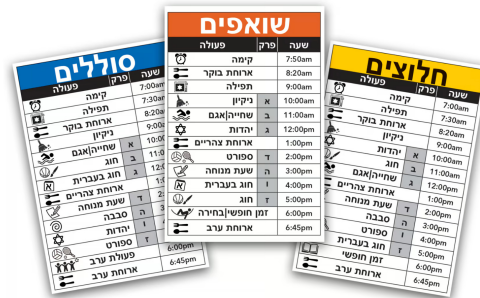 חלוצים
שעה פרק פעולה
7:00am קימה
7:30am תפילה
8:20am ארוחת בוקר
9:00am ניקיון
10:00am א יהדות
11:00am ב שחייה|אגם
12:00pm ג חוג
1:00pm ארוחת צהריים
2:00pm ד שעת מנוחה
3:00pm ה סבבה
4:00pm ו ספורט
5:00pm ז חוג בעברית
6:00pm זמן חופשי
6:45pm ארוחת ערב
שואפים
שעה פרק פעולה
7:50am קימה
8:20am ארוחת בוקר
9:00am תפילה
10:00am א ניקיון
11:00am ב שחייה|אגם
12:00pm ג יהדות
1:00pm ארוחת צהריים
2:00pm ד ספורט
3:00pm ה שעת מנוחה
4:00pm ו חוג בעברית
5:00pm ז חוג
6:00pm זמן חופשי|בחירה
6:45pm ארוחת ערב
סוללים
שעה פרק פעולה
7:00am קימה
תפילה
ארוחת בוקר
ניקיון
א שחייה|אגם
ב חוג
ג חוג בעברית
ארוחת צהריים
ד שעת מנוחה
ה סבבה
ו יהדות
ז ספורט
6:00pm פעולת ערב
6:45pm ארוחת ערב